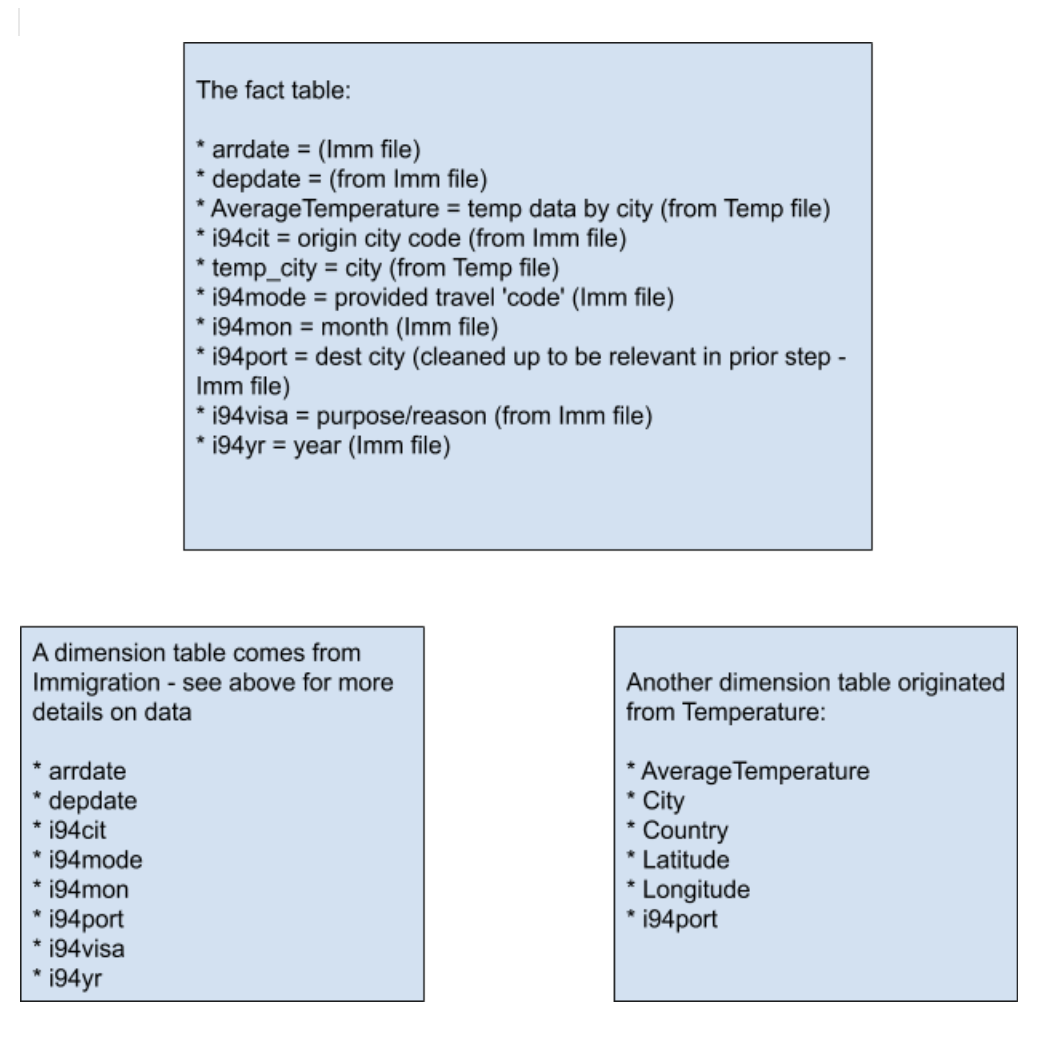 The fact table:
* arrdate = (Imm file)
* depdate = (from Imm file)
* AverageTemperature = temp data by city (from Temp file)
* i94cit = origin city code (from Imm file)
* temp_city = city (from Temp file)
* i94mode = provided travel 'code' (Imm file)
* i94mon = month (Imm file)
* i94port = dest city (cleaned up to be relevant in prior step -
Imm file)
* i94visa = purpose/reason (from Imm file)
* i94yr = year (Imm file)
A dimension table comes from
Immigration - see above for more
details on data
* arrdate
* depdate
* i94cit
* i94mode
* i94mon
* i94port
* i94visa
* i94yr
Another dimension table originated
from Temperature:
* AverageTemperature
* City
* Country
* Latitude
* Longitude
* i94port